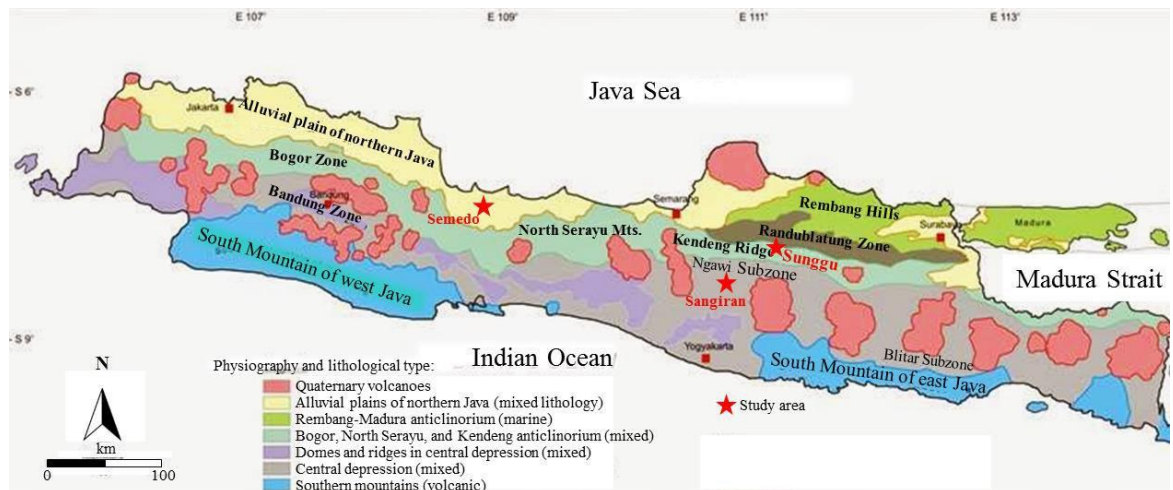 E 107°
E 109°
E 111°
E 113°
Java Sea
S 6°
Jakarta
Alluvial plain of northern Java
Bogor Zone
Bandung
Bandung Zone
Semedo
North Serayu Mts.
Semarang
Rembang Hills
Surabay
Madura
Randublatung Zone
Kendeng Ridge
Sunggu
Ngawi Subzone
Sangiran
Madura Strait
South Mountain of west Java
S 9°
Yogyakarta
Blitar Subzone
Indian Ocean
South Mountain of east Java
N
km
0
100
Physiography and lithological type:
Quaternary volcanoes
Alluvial plains of northern Java (mixed lithology)
Rembang-Madura anticlinorium (marine)
Bogor, North Serayu, and Kendeng anticlinorium (mixed)
Domes and ridges in central depression (mixed)
Central depression (mixed)
Southern mountains (volcanic)
Study area